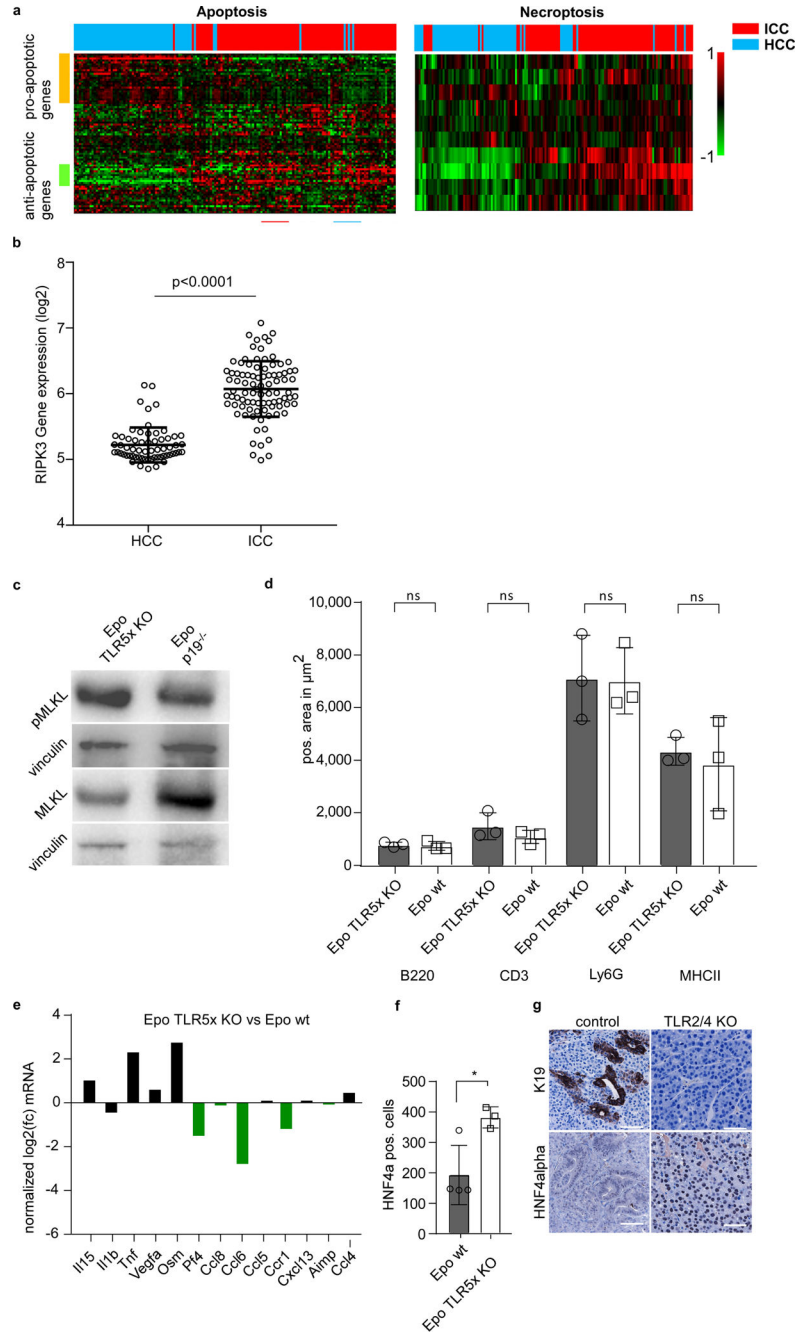 a
Apoptosis
Necroptosis
ICC
HCC
pro-apoptotic
genes
anti-apoptotic
genes
1
-1
b
RIPK3 Gene expression (log2)
8
7
6
5
4
p<0.0001
HCC
ICC
c
Epo
TLR5x KO
Epo
p19-/-
pMLKL
vinculin
MLKL
vinculin
d
pos. area in µm2
10,000
8,000
6,000
4,000
2,000
0
ns
ns
ns
ns
Epo TLR5x KO
Epo wt
Epo TLR5x KO
Epo wt
Epo TLR5x KO
Epo wt
Epo TLR5x KO
Epo wt
B220
CD3
Ly6G
MHCII
e
Epo TLR5x KO vs Epo wt
normalized log2(fc) mRNA
4
2
0
-2
-4
-6
Il15
Il1b
Tnf
Vegfa
Osm
Pf4
Ccl8
Ccl6
Ccl5
Ccr1
Cxcl13
Aimp
Ccl4
f
HNF4a pos. cells
500
400
300
200
100
0
*
Epo wt
Epo TLR5x KO
g
control
TLR2/4 KO
K19
HNF4alpha